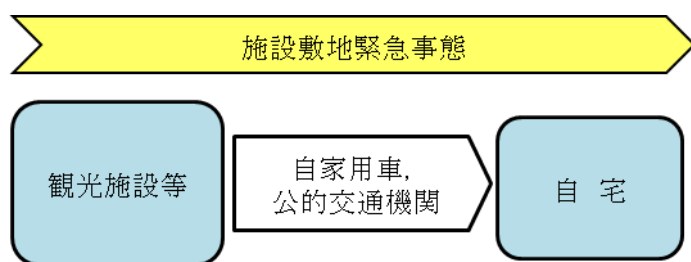 施設敷地緊急事態
観光施設等
自家用車,
公的交通機関
自 宅